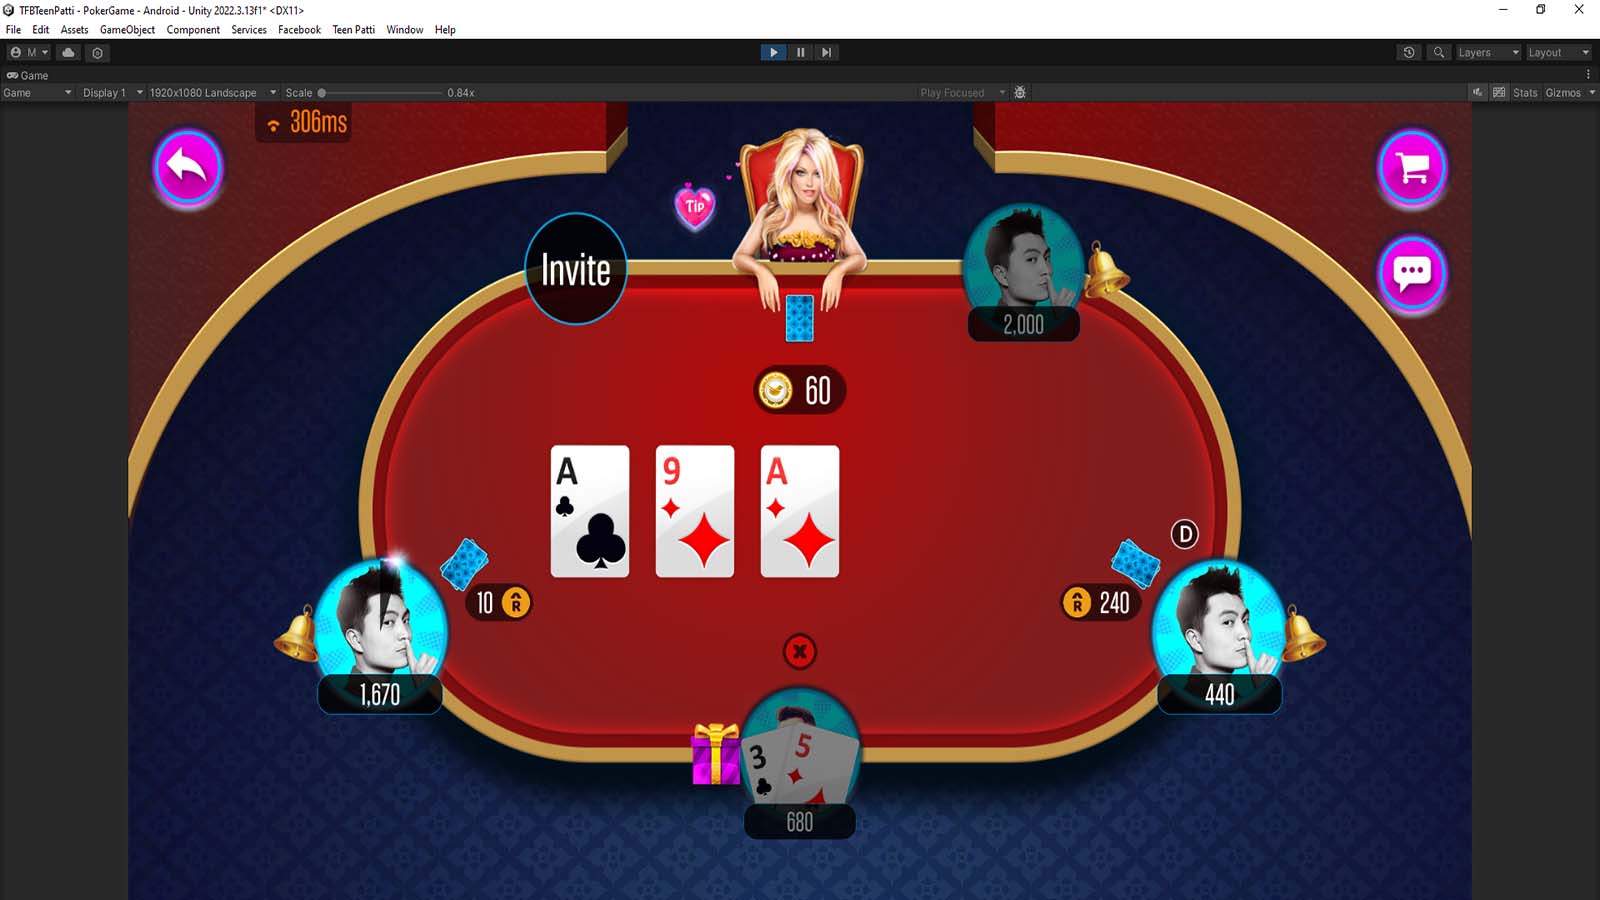 TFBTeenPatti - PokerGame - Android - Unity 2022.3.13f1* <DX11>
File Edit Assets GameObject Component Services Facebook Teen Patti Window Help
M Layers Layout
Game
Game Display 1 1920x1080 Landscape Scale 0.84x Play Focused Stats Gizmos
306ms
Tip
Invite
2,000
60
A 9 A
D
10 R
R 240
X
1,670
440
3 5
680